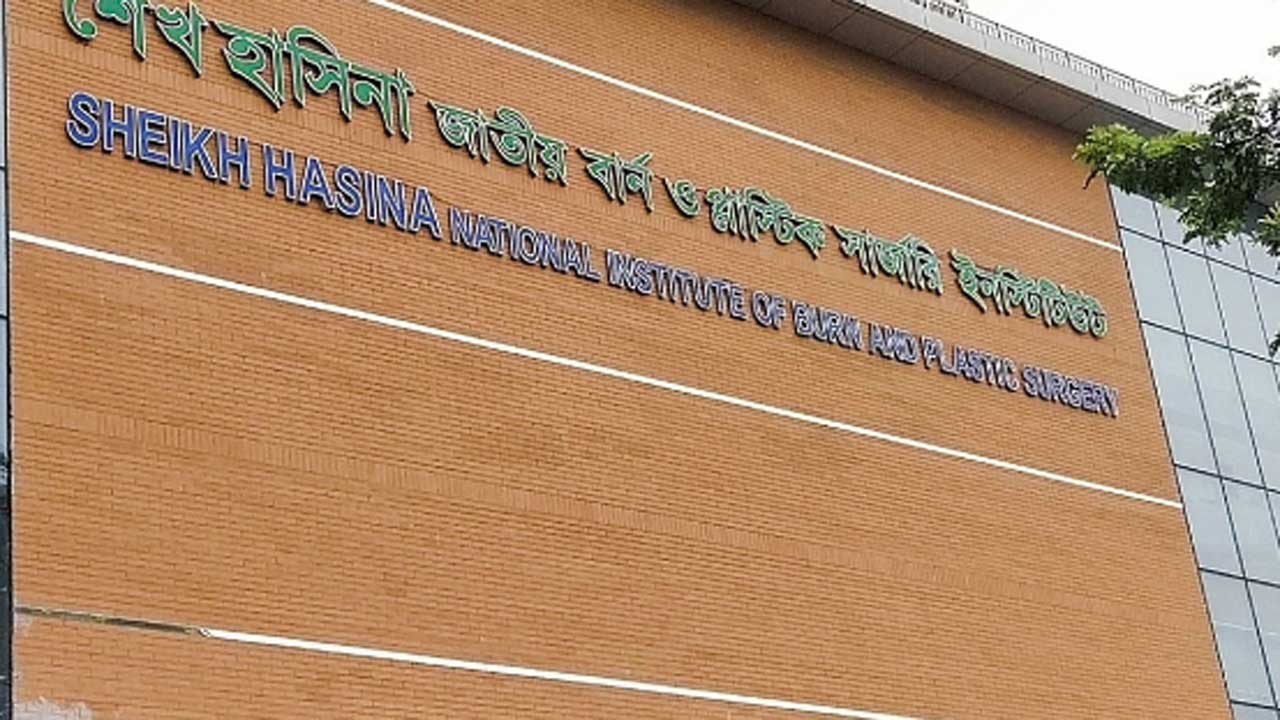 শেখ হাসিনা জাতীয় বার্ন ও প্লাস্টিক সার্জারি ইনস্টিটিউট
SHEIKH HASINA NATIONAL INSTITUTE OF BURN AND PLASTIC SURGERY